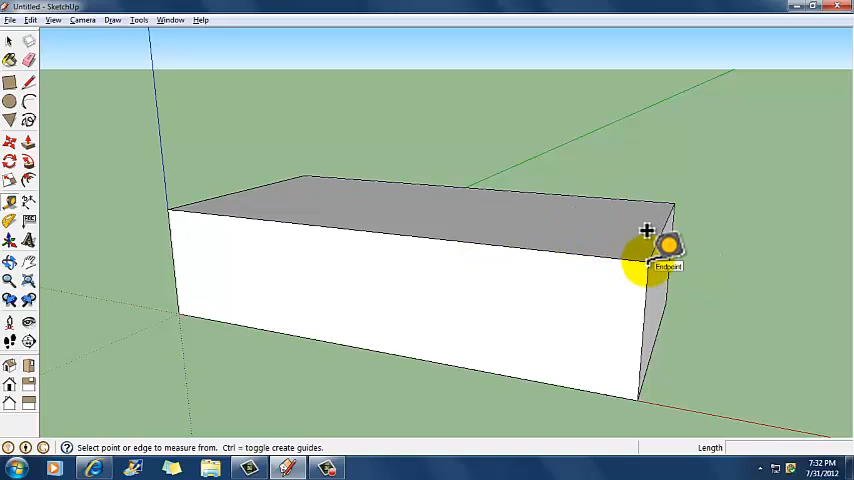 Untitled - SketchUp
File Edit View Camera Draw Tools Window Help
Endpoint
Select point or edge to measure from. Ctrl = toggle create guides.
Length
7:32 PM
7/31/2012